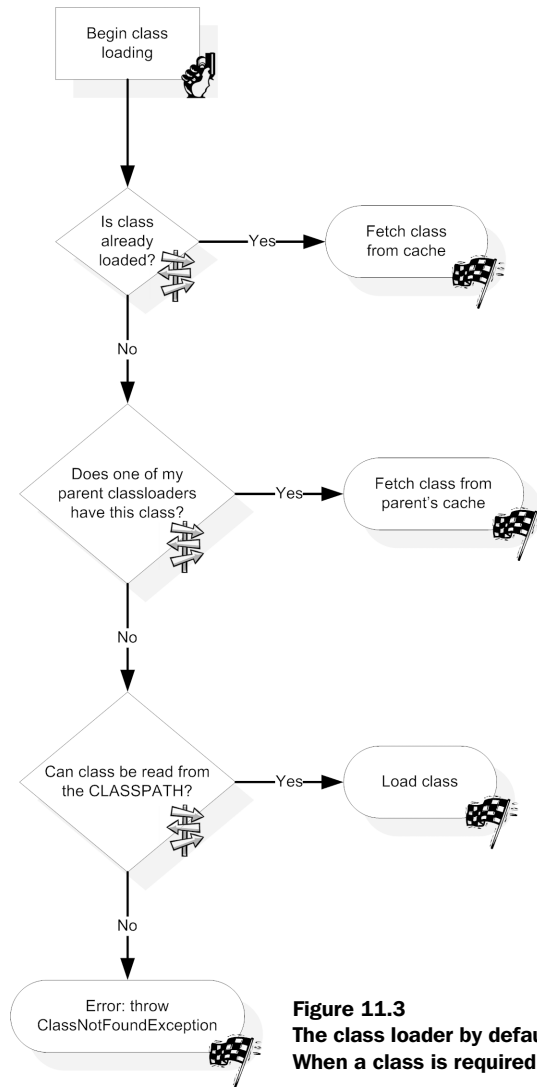 Begin class
loading
Is class
already
loaded?
Yes
Fetch class
from cache
No
Does one of my
parent classloaders
have this class?
Yes
Fetch class from
parent's cache
No
Can class be read from
the CLASSPATH?
Yes
Load class
No
Error: throw
ClassNotFoundException
Figure 11.3
The class loader by
When a class is required